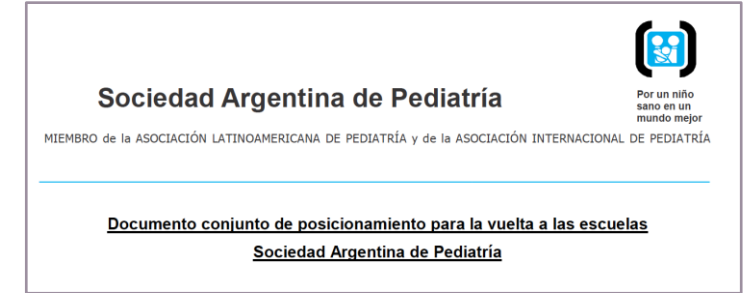 Sociedad Argentina de Pediatría
Por un niño
sano en un
mundo mejor
MIEMBRO de la ASOCIACIÓN LATINOAMERICANA DE PEDIATRÍA y de la ASOCIACIÓN INTERNACIONAL DE PEDIATRÍA
Documento conjunto de posicionamiento para la vuelta a las escuelas
Sociedad Argentina de Pediatría